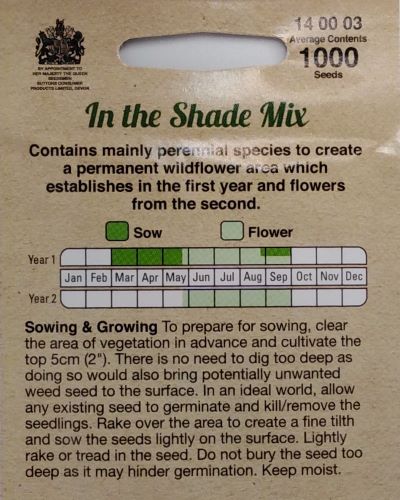 14 00 03
Average Contents
1000
Seeds
BY APPOINTMENT TO
HER MAJESTY THE QUEEN
SEEDSMEN
SUTTONS CONSUMER
PRODUCTS LIMITED, DEVON
In the Shade Mix
Contains mainly perennial species to create
a permanent wildflower area which
establishes in the first year and flowers
from the second.
Sow Flower
Year 1
Jan Feb Mar Apr May Jun Jul Aug Sep Oct Nov Dec
Year 2
Sowing & Growing To prepare for sowing, clear
the area of vegetation in advance and cultivate the
top 5cm (2"). There is no need to dig too deep as
doing so would also bring potentially unwanted
weed seed to the surface. In an ideal world, allow
any existing seed to germinate and kill/remove the
seedlings. Rake over the area to create a fine tilth
and sow the seeds lightly on the surface. Lightly
rake or tread in the seed. Do not bury the seed too
deep as it may hinder germination. Keep moist.